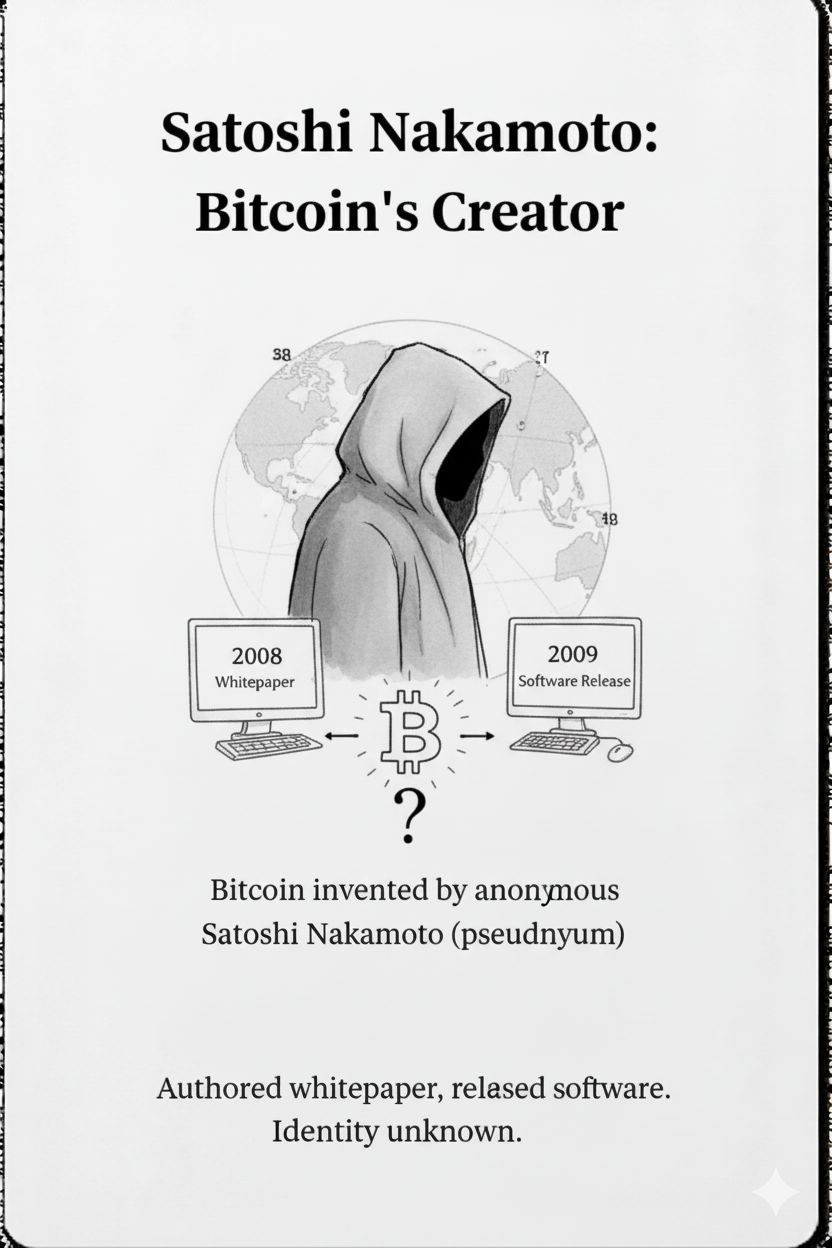 Satoshi Nakamoto:
Bitcoin's Creator
38
27
48
2008
Whitepaper
2009
Software Release
?
Bitcoin invented by anonymous
Satoshi Nakamoto (pseudnyum)
Authored whitepaper, relased software.
Identity unknown.